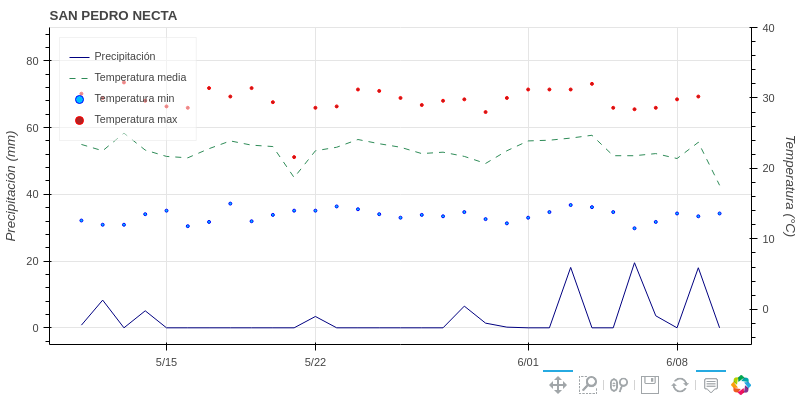 SAN PEDRO NECTA
Precipitación
Temperatura media
Temperatura min
Temperatura max
Precipitación (mm)
80
60
40
20
0
Temperatura (°C)
40
30
20
10
0
5/15
5/22
6/01
6/08